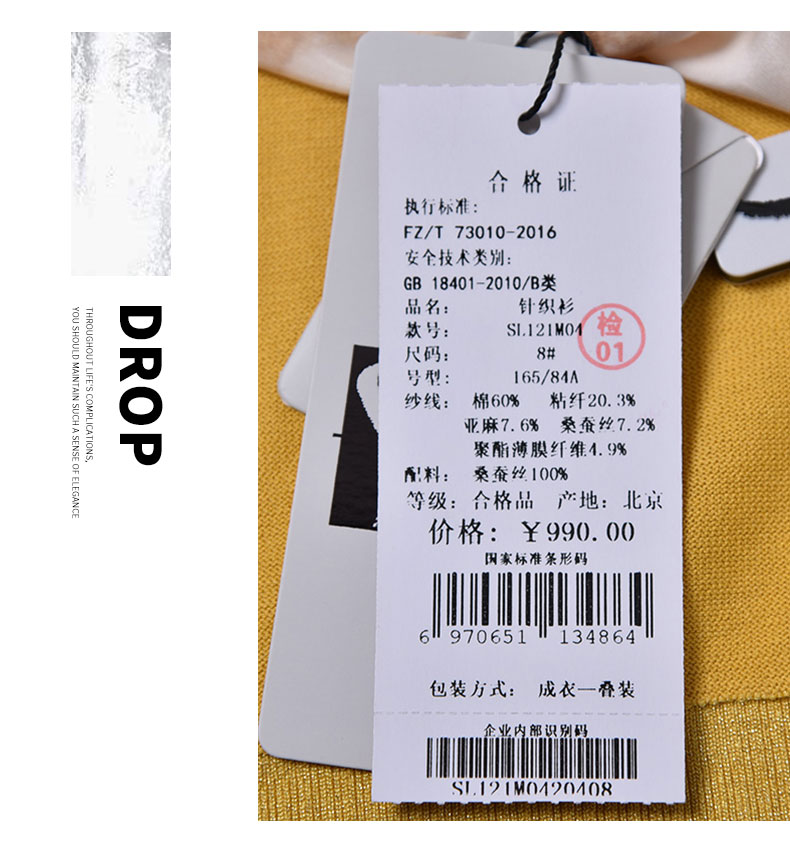 DROP
THROUGHOUT LIFE'S COMPLICATIONS,
YOU SHOULD MAINTAIN SUCH A SENSE OF ELEGANCE
合格证
执行标准:
FZ/T 73010-2016
安全技术类别:
GB 18401-2010/B类
品名: 针织衫
款号: SL121M04
检
01
尺码: 8#
号型: 165/84A
纱线: 棉60% 粘纤20.3%
亚麻7.6% 桑蚕丝7.2%
聚酯薄膜纤维4.9%
配料: 桑蚕丝100%
等级: 合格品 产地: 北京
价格: ¥990.00
国家标准条形码
6 970651 134864
包装方式: 成衣—叠装
企业内部识别码
SL121M0420408